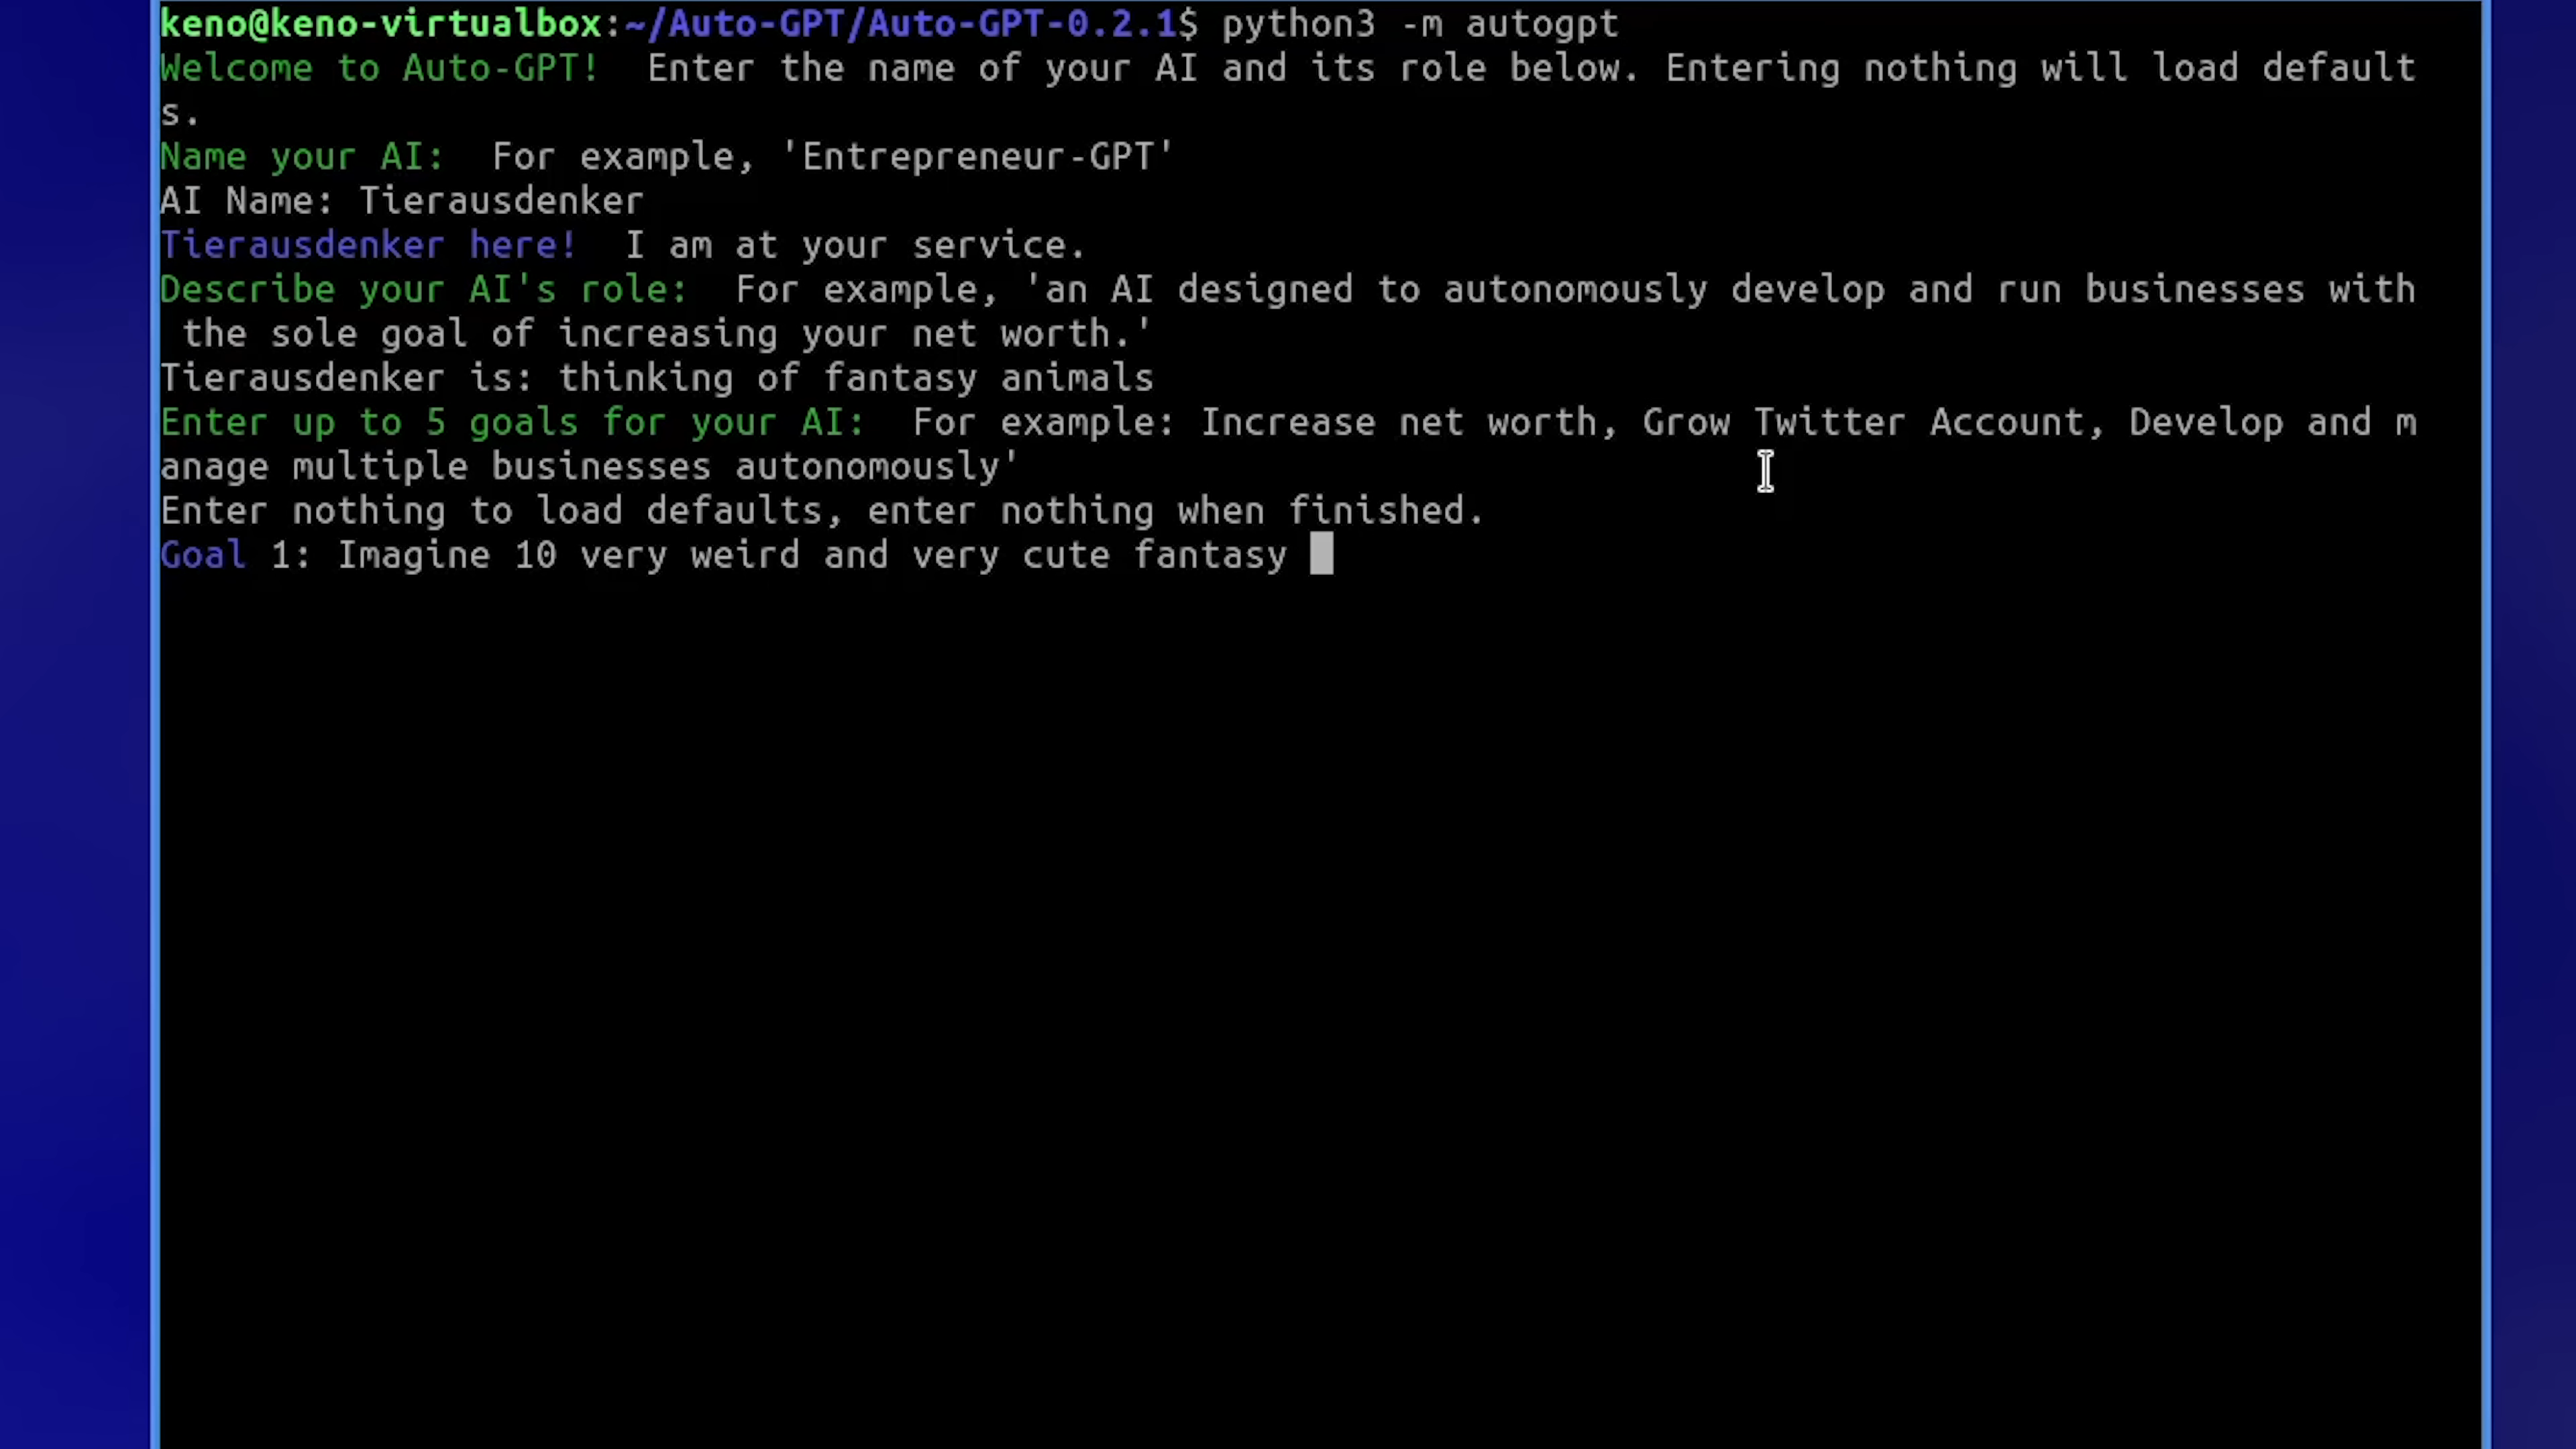 keno@keno-virtualbox:~/Auto-GPT/Auto-GPT-0.2.1$ python3 -m autogpt
Welcome to Auto-GPT!  Enter the name of your AI and its role below. Entering nothing will load default
s.
Name your AI:  For example, 'Entrepreneur-GPT'
AI Name: Tierausdenker
Tierausdenker here!  I am at your service.
Describe your AI's role:  For example, 'an AI designed to autonomously develop and run businesses with
 the sole goal of increasing your net worth.'
Tierausdenker is: thinking of fantasy animals
Enter up to 5 goals for your AI:  For example: Increase net worth, Grow Twitter Account, Develop and m
anage multiple businesses autonomously'
Enter nothing to load defaults, enter nothing when finished.
Goal 1: Imagine 10 very weird and very cute fantasy